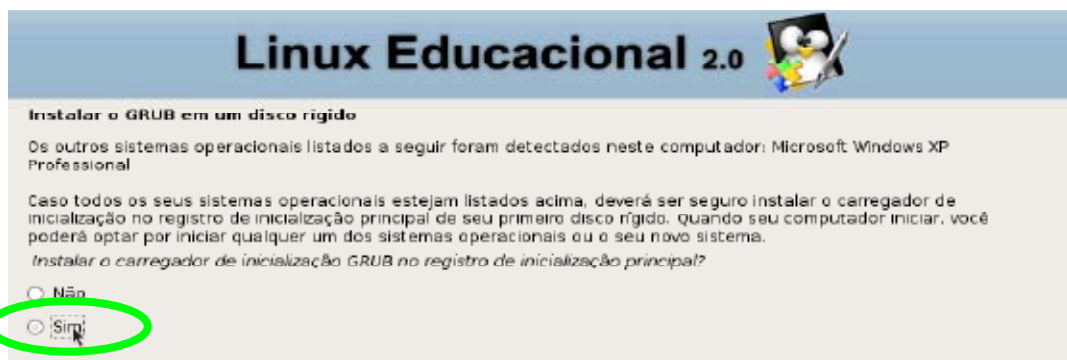 Linux Educacional 2.0
Instalar o GRUB em um disco rígido
Os outros sistemas operacionais listados a seguir foram detectados neste computador: Microsoft Windows XP
Professional
Caso todos os seus sistemas operacionais estejam listados acima, deverá ser seguro instalar o carregador de
inicialização no registro de inicialização principal de seu primeiro disco rígido. Quando seu computador iniciar, você
poderá optar por iniciar qualquer um dos sistemas operacionais ou o seu novo sistema.
Instalar o carregador de inicialização GRUB no registro de inicialização principal?
Não
Sim